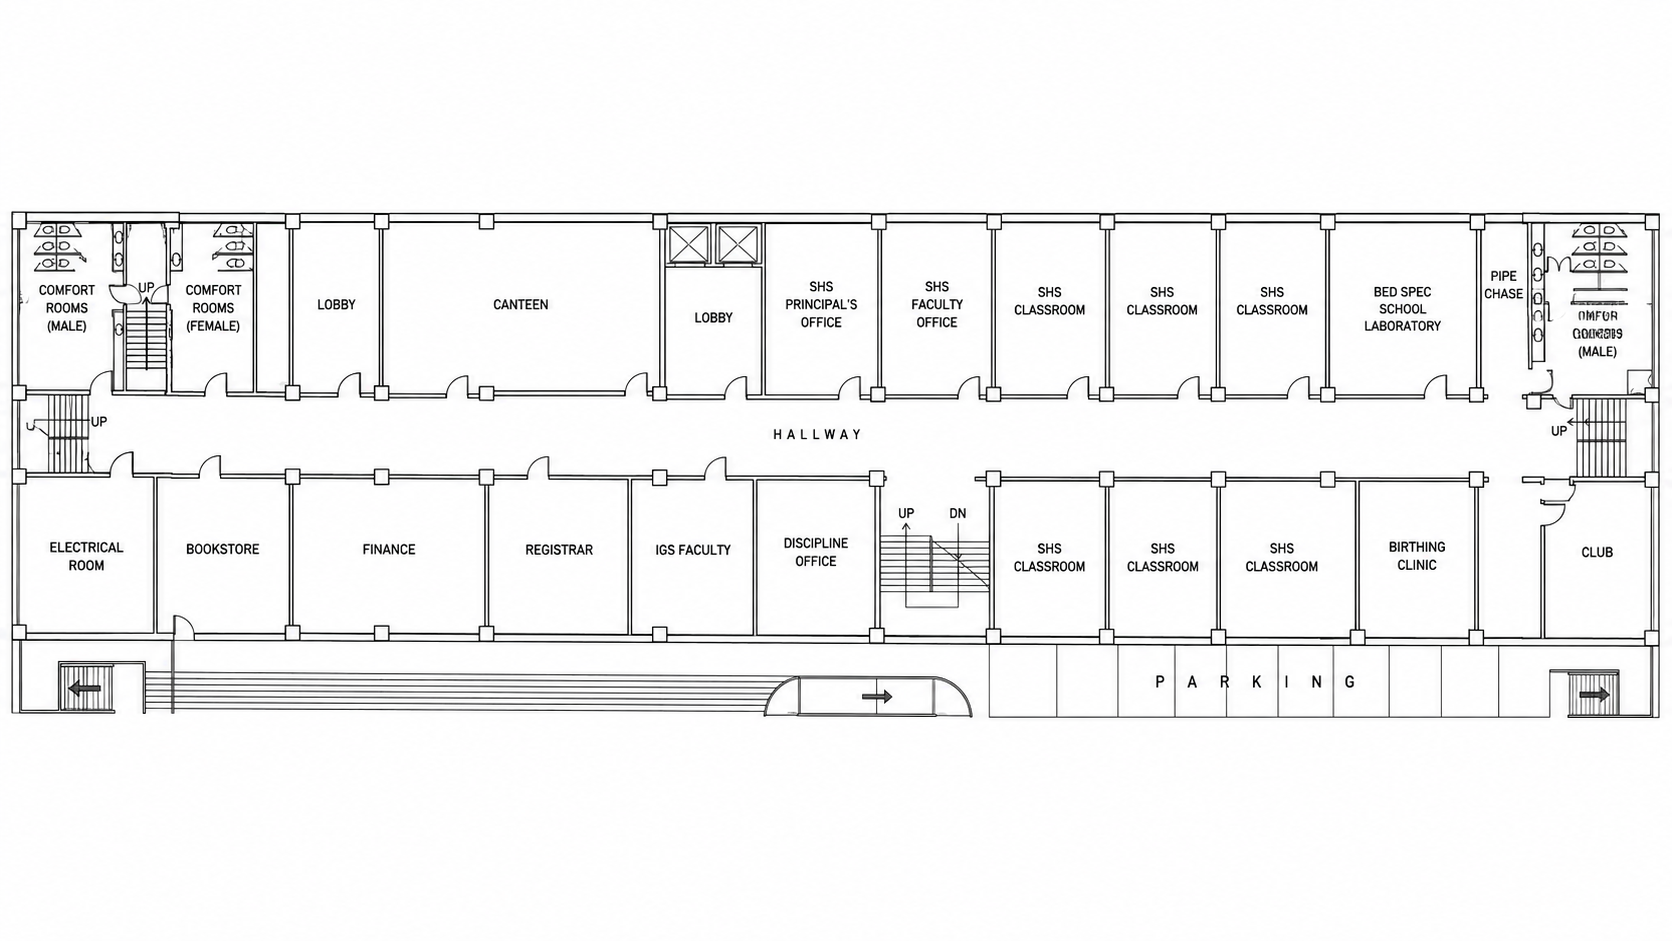 COMFORT
ROOMS
(MALE)
UP
COMFORT
ROOMS
(FEMALE)
LOBBY
CANTEEN
LOBBY
SHS
PRINCIPAL'S
OFFICE
SHS
FACULTY
OFFICE
SHS
CLASSROOM
SHS
CLASSROOM
SHS
CLASSROOM
BED SPEC
SCHOOL
LABORATORY
PIPE
CHASE
(MALE)
UP
HALLWAY
UP
ELECTRICAL
ROOM
BOOKSTORE
FINANCE
REGISTRAR
IGS FACULTY
DISCIPLINE
OFFICE
UP
DN
SHS
CLASSROOM
SHS
CLASSROOM
SHS
CLASSROOM
BIRTHING
CLINIC
CLUB
PARKING